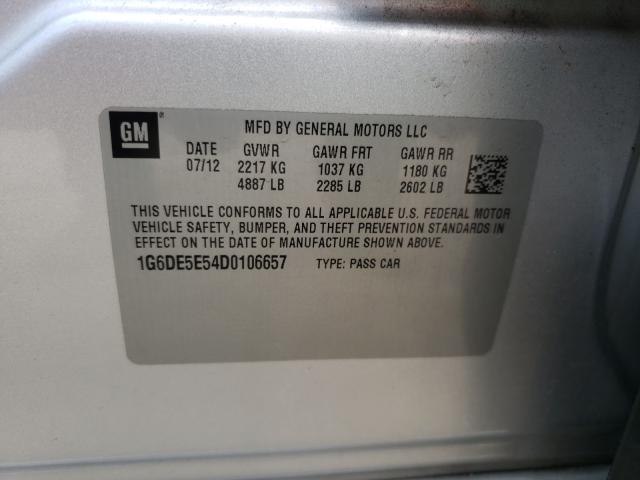 GM ®
MFD BY GENERAL MOTORS LLC
DATE GVWR GAWR FRT GAWR RR
07/12 2217 KG 1037 KG 1180 KG
4887 LB 2285 LB 2602 LB
THIS VEHICLE CONFORMS TO ALL APPLICABLE U.S. FEDERAL MOTOR
VEHICLE SAFETY, BUMPER, AND THEFT PREVENTION STANDARDS IN
EFFECT ON THE DATE OF MANUFACTURE SHOWN ABOVE.
1G6DE5E54D0106657 TYPE: PASS CAR